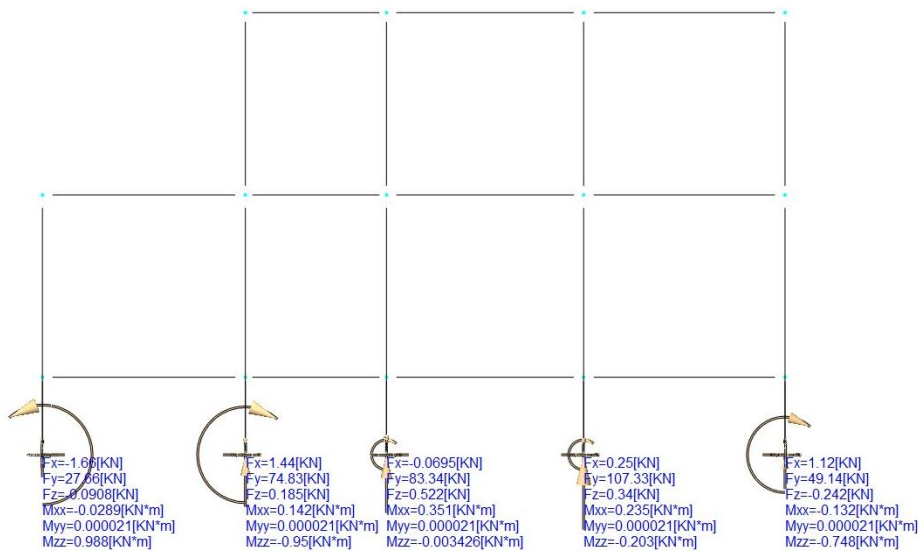 Fx=-1.66[KN]
Fy=27.66[KN]
Fz=-0.0908[KN]
Mxx=-0.0289[KN*m]
Myy=0.000021[KN*m]
Mzz=0.988[KN*m]
Fx=1.44[KN]
Fy=74.83[KN]
Fz=0.185[KN]
Mxx=0.142[KN*m]
Myy=0.000021[KN*m]
Mzz=-0.95[KN*m]
Fx=-0.0695[KN]
Fy=83.34[KN]
Fz=0.522[KN]
Mxx=0.351[KN*m]
Myy=0.000021[KN*m]
Mzz=-0.003426[KN*m]
Fx=0.25[KN]
Fy=107.33[KN]
Fz=0.34[KN]
Mxx=0.235[KN*m]
Myy=0.000021[KN*m]
Mzz=-0.203[KN*m]
Fx=1.12[KN]
Fy=49.14[KN]
Fz=-0.242[KN]
Mxx=-0.132[KN*m]
Myy=0.000021[KN*m]
Mzz=-0.748[KN*m]